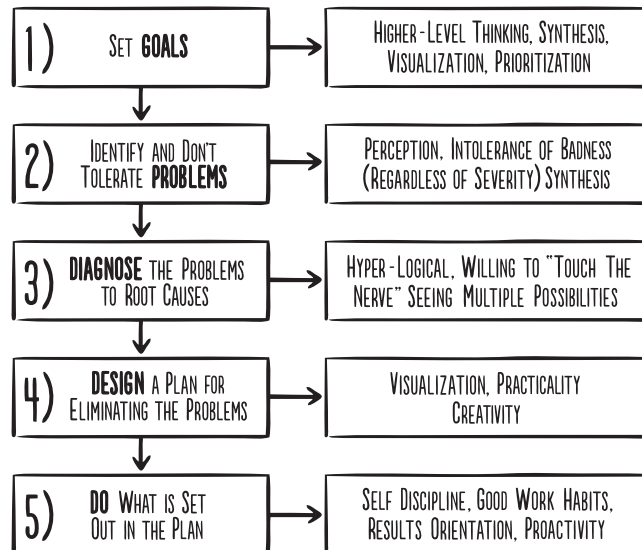 1) SET GOALS
HIGHER-LEVEL THINKING, SYNTHESIS,
VISUALIZATION, PRIORITIZATION
2) IDENTIFY AND DON'T
TOLERATE PROBLEMS
PERCEPTION, INTOLERANCE OF BADNESS
(REGARDLESS OF SEVERITY) SYNTHESIS
3) DIAGNOSE THE PROBLEMS
TO ROOT CAUSES
HYPER-LOGICAL, WILLING TO "TOUCH THE
NERVE" SEEING MULTIPLE POSSIBILITIES
4) DESIGN A PLAN FOR
ELIMINATING THE PROBLEMS
VISUALIZATION, PRACTICALITY
CREATIVITY
5) DO WHAT IS SET
OUT IN THE PLAN
SELF DISCIPLINE, GOOD WORK HABITS,
RESULTS ORIENTATION, PROACTIVITY